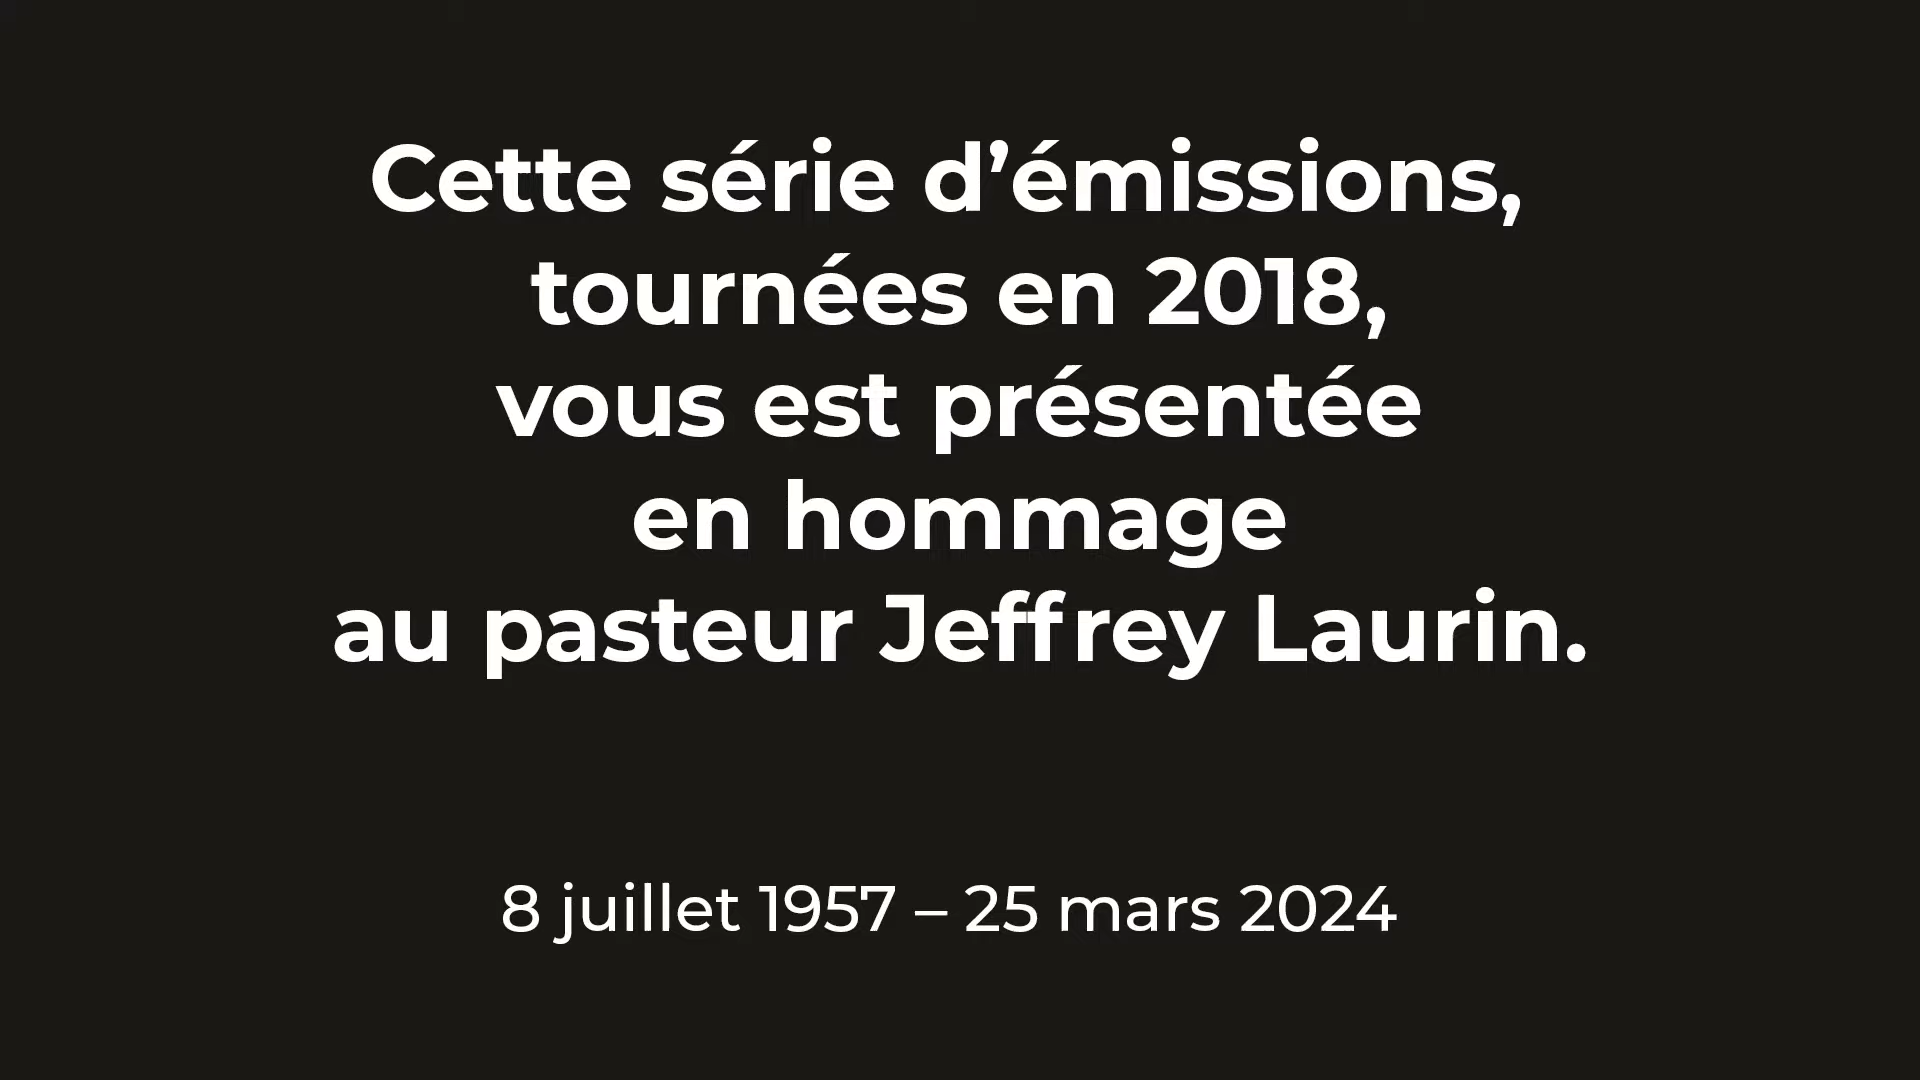 Cette série d’émissions,
tournées en 2018,
vous est présentée
en hommage
au pasteur Jeffrey Laurin.
8 juillet 1957 – 25 mars 2024